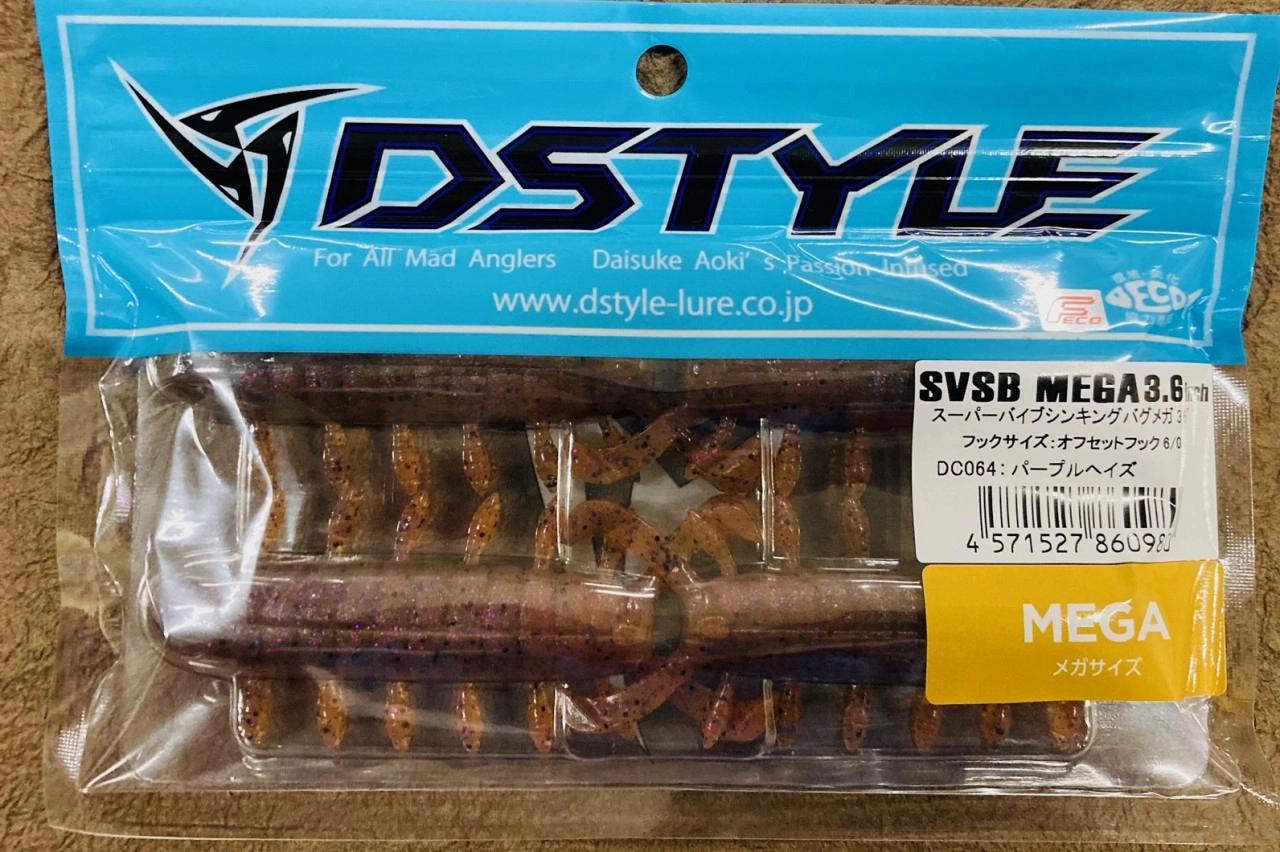 DSTYLE
For All Mad Anglers Daisuke Aoki's Passion Infused
www.dstyle-lure.co.jp
FS ECO
SVSB MEGA 3.6inch
スーパーバイブシンキングバグメガ
フックサイズ:オフセットフック 6/0
DC064:パープルヘイズ
4 571527 86098
MEGA
メガサイズ